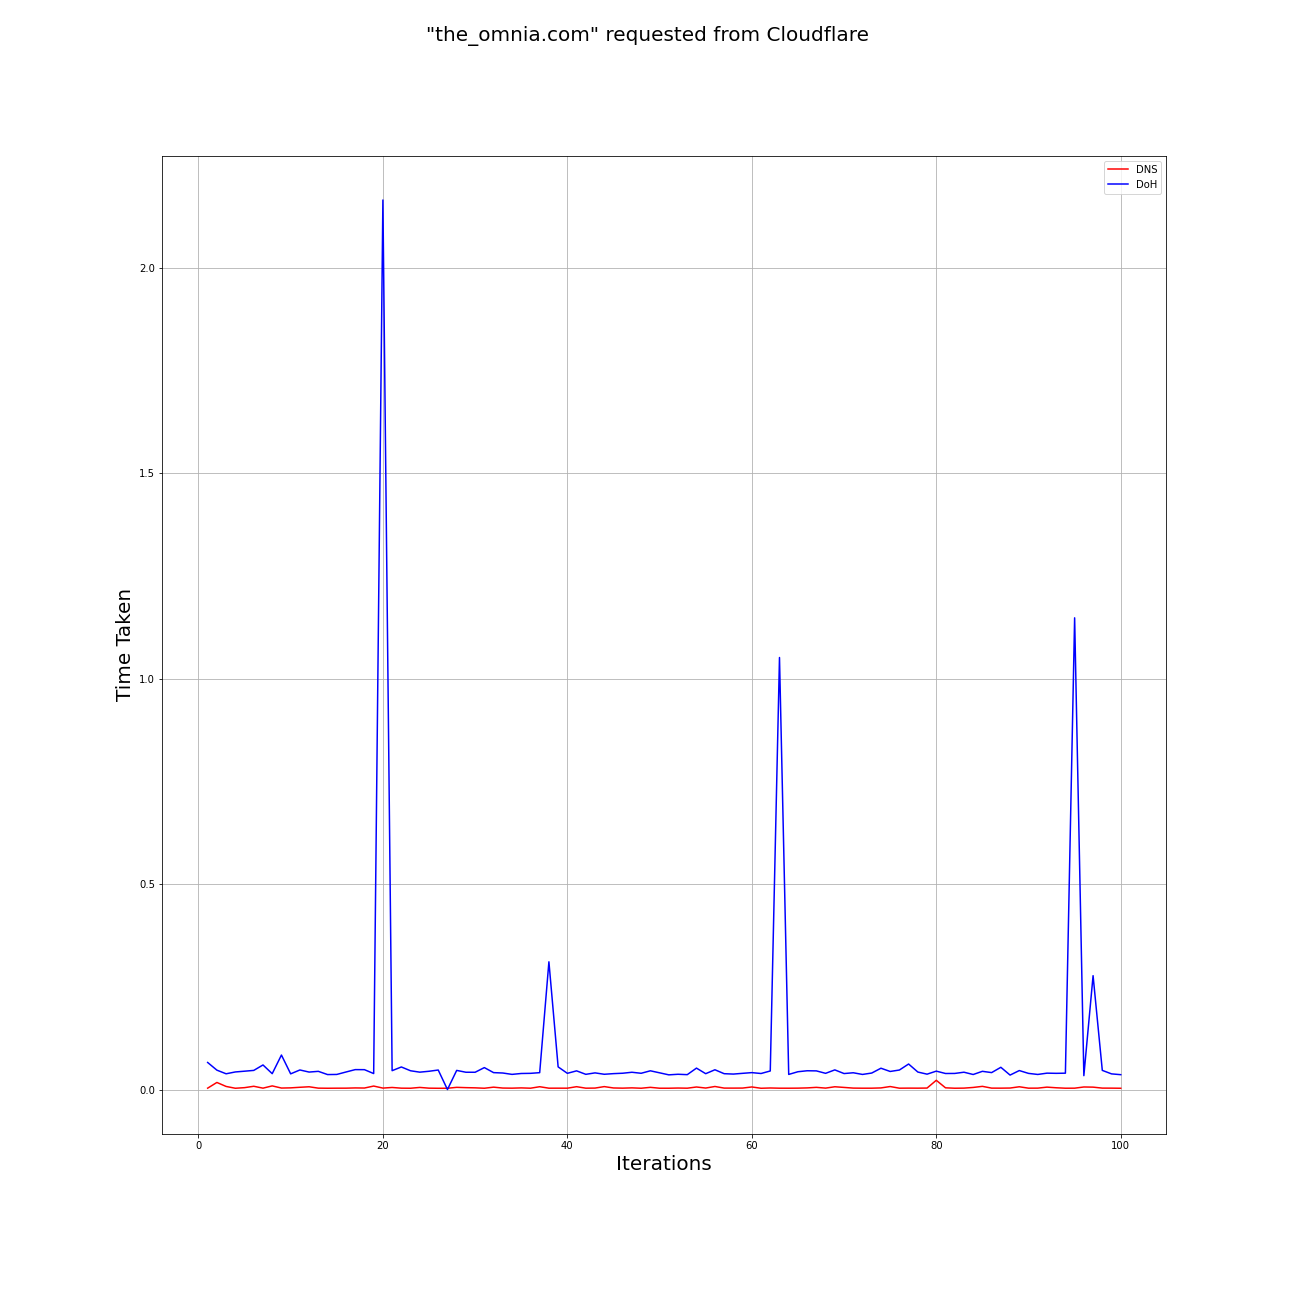 "the_omnia.com" requested from Cloudflare
DNS
DoH
2.0
1.5
1.0
0.5
0.0
Time Taken
0 20 40 60 80 100
Iterations